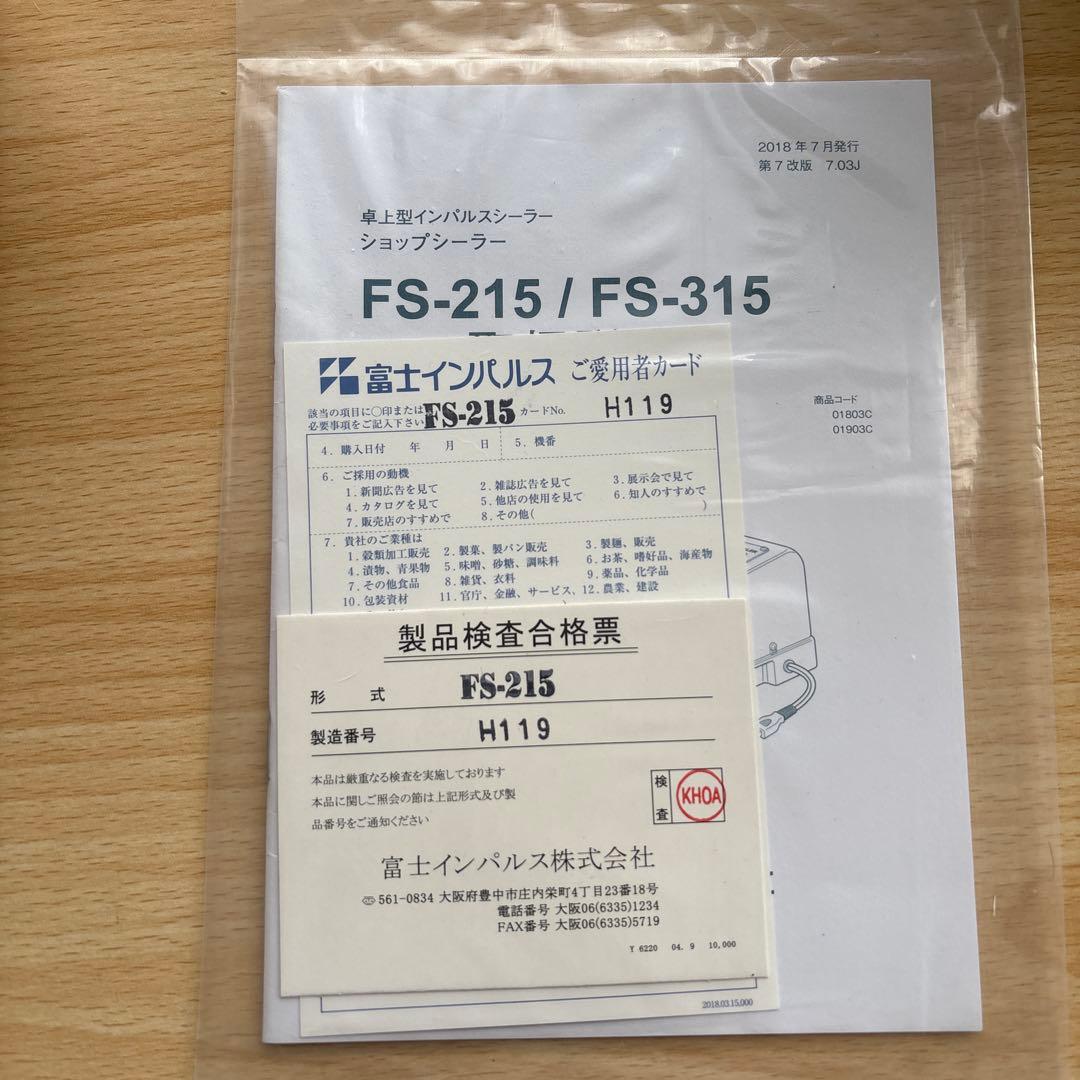 2018年7月発行
第7改版 7.03J
卓上型インパルスシーラー
ショップシーラー
FS-215 / FS-315
商品コード
01803C
01903C
富士インパルス ご愛用者カード
該当の項目に〇印または
必要事項をご記入下さい
FS-215 カードNo. H119
4. 購入日付 年 月 日 5. 機番
6. ご採用の動機
1. 新聞広告を見て 2. 雑誌広告を見て 3. 展示会で見て
4. カタログを見て 5. 他店の使用を見て 6. 知人のすすめで
7. 販売店のすすめで 8. その他( )
7. 貴社のご業種は
1. 穀類加工販売 2. 製菓、製パン販売 3. 製麺、販売
4. 漬物、青果物 5. 味噌、砂糖、調味料 6. お茶、嗜好品、海産物
7. その他食品 8. 雑貨、衣料 9. 薬品、化学品
10. 包装資材 11. 官庁、金融、サービス、 12. 農業、建設
製品検査合格票
形式 FS-215
製造番号 H119
本品は厳重なる検査を実施しております
本品に関しご照会の節は上記形式及び製
品番号をご通知ください
検査 KHOA
富士インパルス株式会社
〠561-0834 大阪府豊中市庄内栄町4丁目23番18号
電話番号 大阪06(6335)1234
FAX番号 大阪06(6335)5719
Y 6220 04. 9 10,000
2018.03.15,000